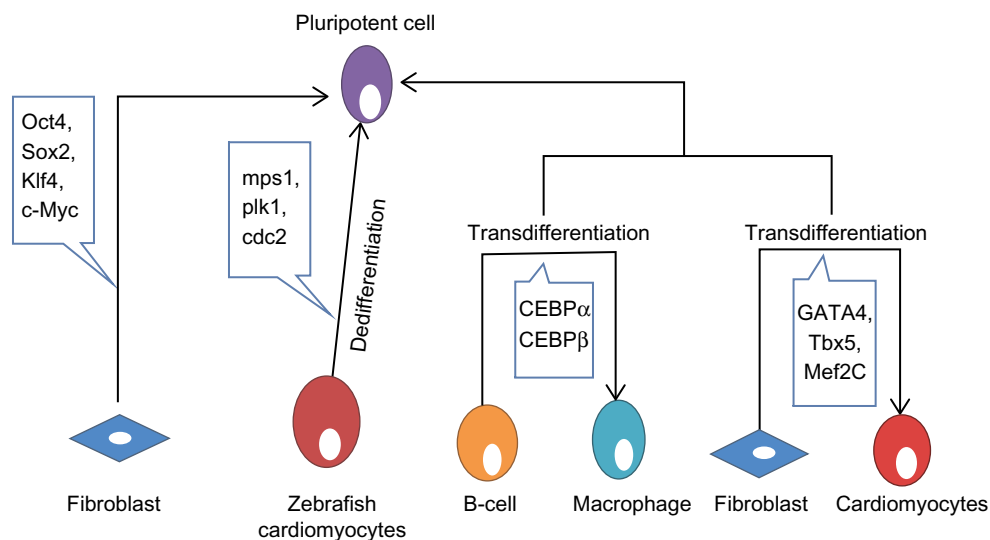 Pluripotent cell
Oct4,
Sox2,
Klf4,
c-Myc
mps1,
plk1,
cdc2
Dedifferentiation
Transdifferentiation
CEBPα
CEBPβ
Transdifferentiation
GATA4,
Tbx5,
Mef2C
Fibroblast
Zebrafish
cardiomyocytes
B-cell
Macrophage
Fibroblast
Cardiomyocytes